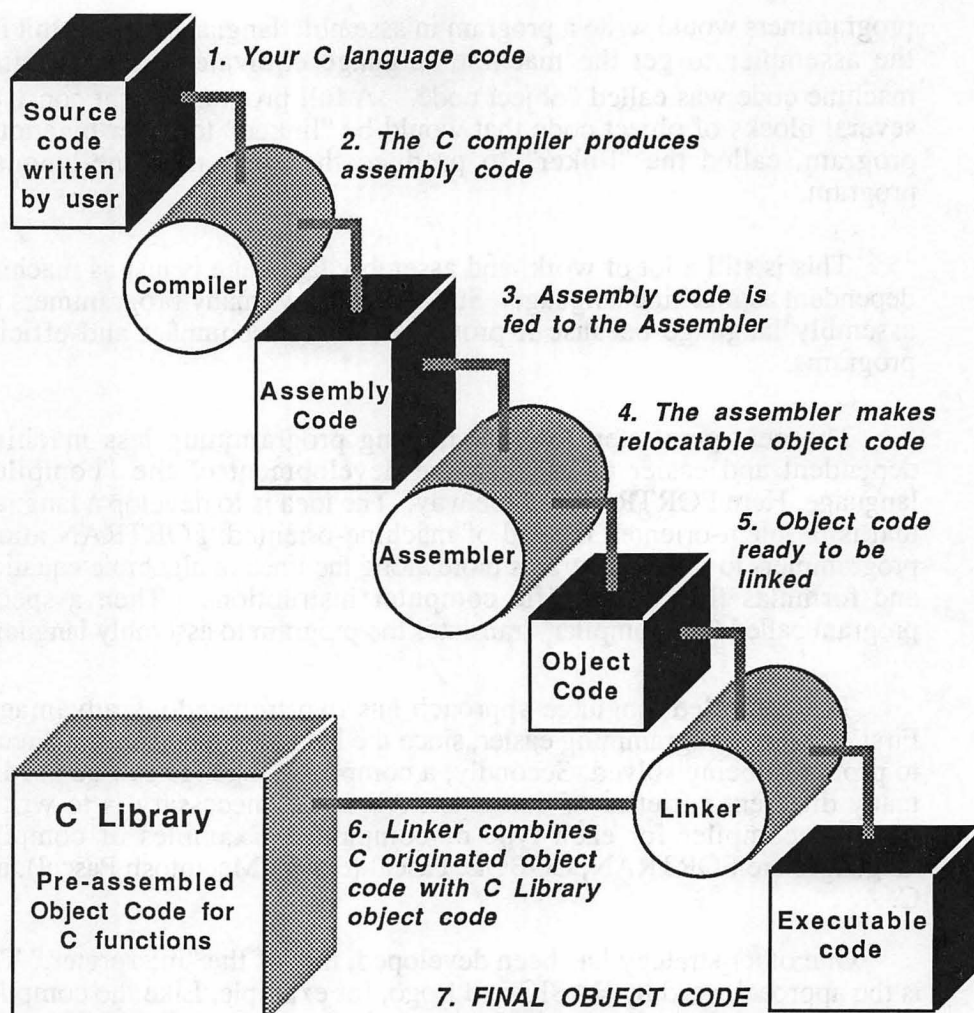 1. Your C language code
Source
code
written
by user
2. The C compiler produces
assembly code
Compiler
3. Assembly code is
fed to the Assembler
Assembly
Code
4. The assembler makes
relocatable object code
Assembler
5. Object code
ready to be
linked
Object
Code
C Library
Pre-assembled
Object Code for
C functions
Linker
6. Linker combines
C originated object
code with C Library
object code
Executable
code
7. FINAL OBJECT CODE